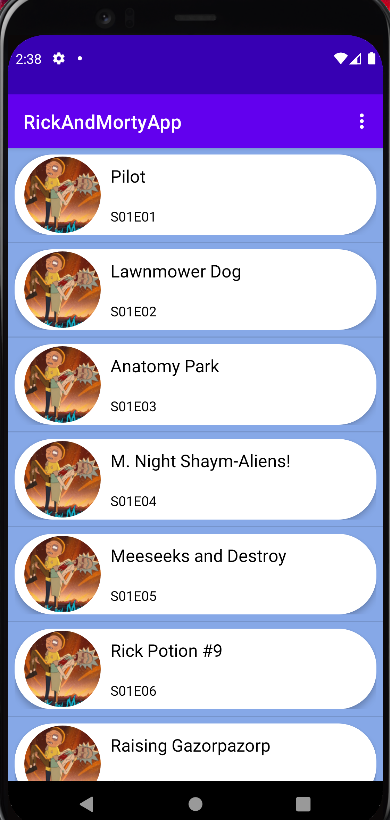 2:38
RickAndMortyApp
Pilot
S01E01
Lawnmower Dog
S01E02
Anatomy Park
S01E03
M. Night Shaym-Aliens!
S01E04
Meeseeks and Destroy
S01E05
Rick Potion #9
S01E06
Raising Gazorpazorp